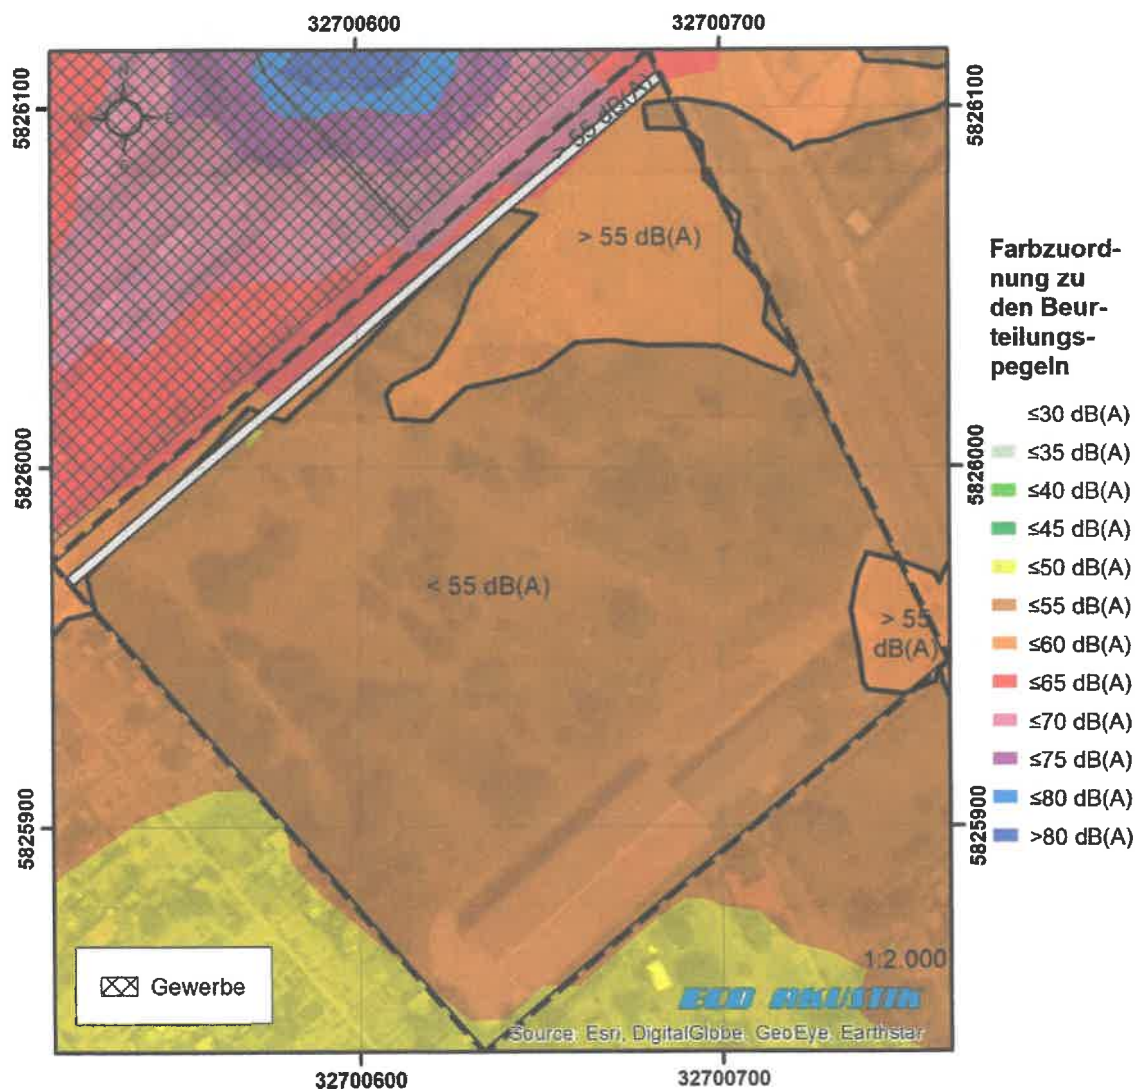 32700600
32700700
5826100
5826100
> 55 dB(A)
> 55 dB(A)
Farbzuord-
nung zu
den Beur-
teilungs-
pegeln
≤30 dB(A)
≤35 dB(A)
≤40 dB(A)
≤45 dB(A)
≤50 dB(A)
≤55 dB(A)
≤60 dB(A)
≤65 dB(A)
≤70 dB(A)
≤75 dB(A)
≤80 dB(A)
>80 dB(A)
5826000
5826000
< 55 dB(A)
> 55
dB(A)
5825900
5825900
Gewerbe
1:2.000
ECO AKUSTIK
Source: Esri, DigitalGlobe, GeoEye, Earthstar
32700600
32700700